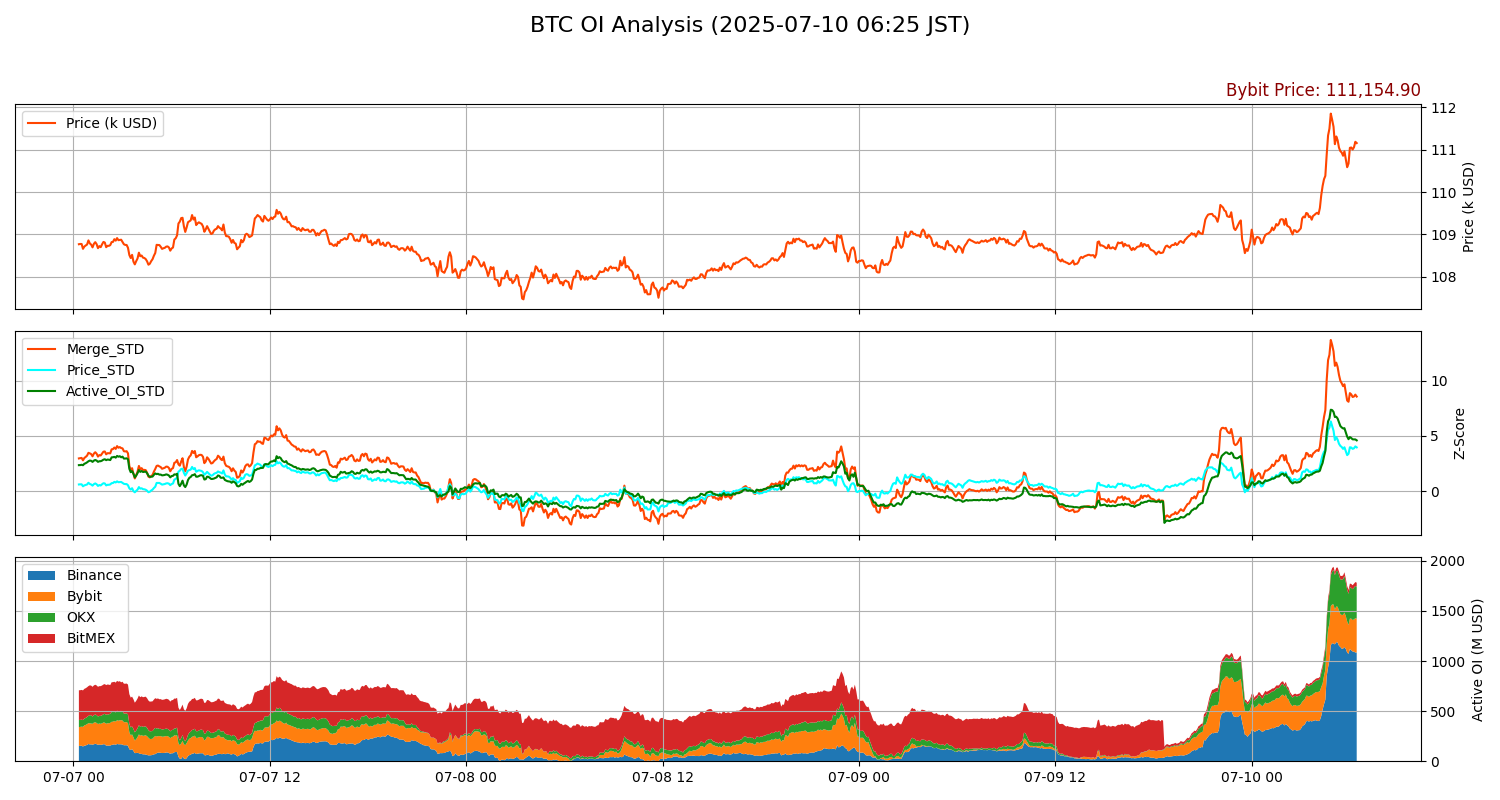 BTC OI Analysis (2025-07-10 06:25 JST)
Bybit Price: 111,154.90
Price (k USD)
112
111
110
109
108
Price (k USD)
Merge_STD
Price_STD
Active_OI_STD
10
5
0
Z-Score
Binance
Bybit
OKX
BitMEX
2000
1500
1000
500
0
Active OI (M USD)
07-07 00
07-07 12
07-08 00
07-08 12
07-09 00
07-09 12
07-10 00